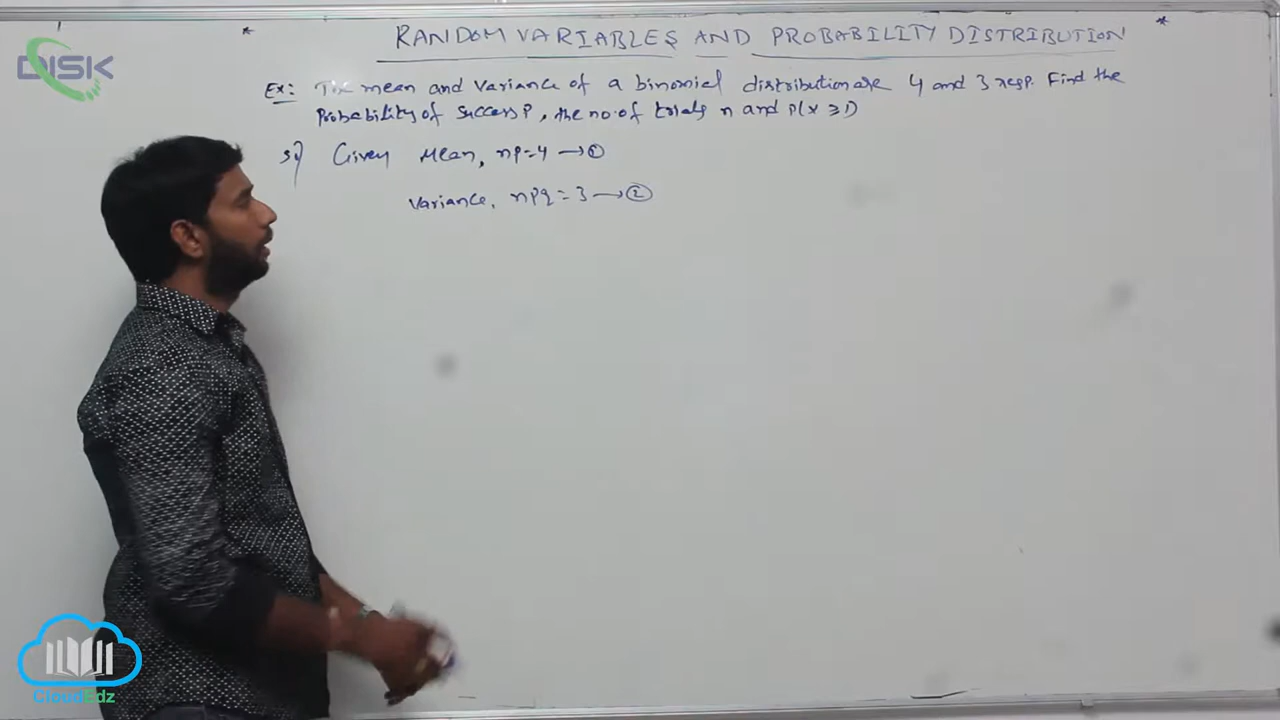 DISK
* RANDOM VARIABLES AND PROBABILITY DISTRIBUTION *
Ex: The mean and variance of a binomial distribution are 4 and 3 resp. Find the
Probability of success P, the no. of trials n and P(x ≥ 1)
Sol Given Mean, np=4 → ①
Variance, npq = 3 → ②
CloudEdz